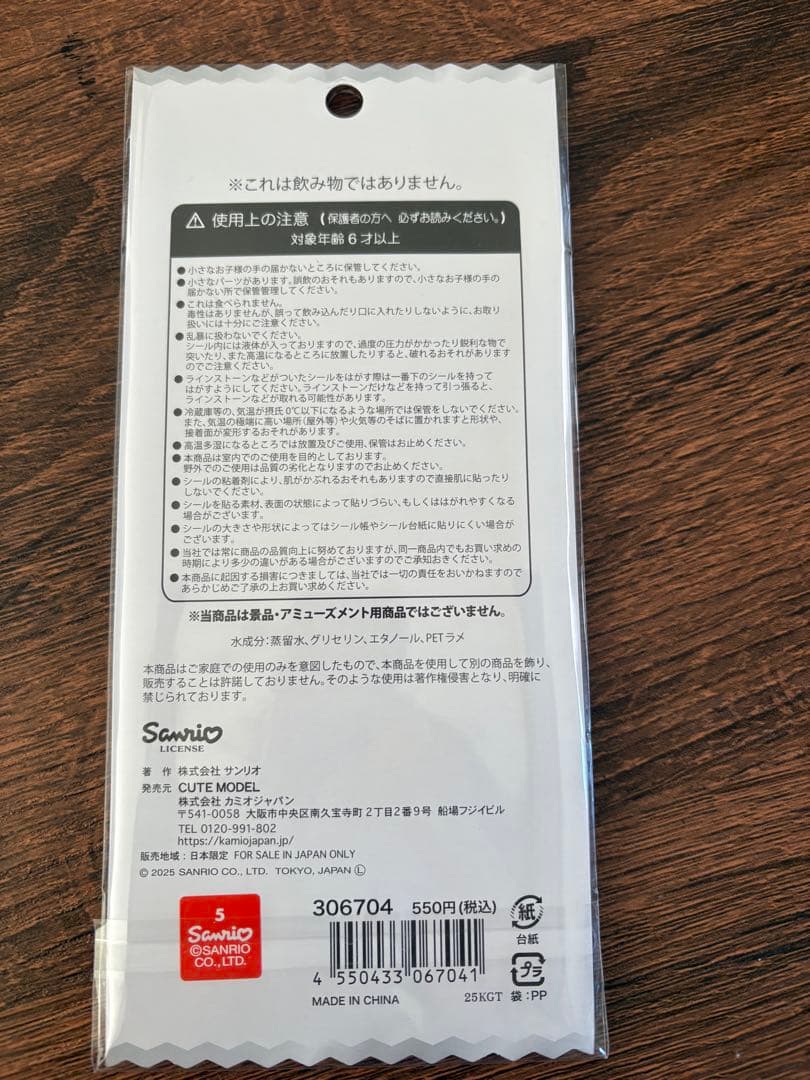 ※これは飲み物ではありません。
⚠ 使用上の注意 (保護者の方へ 必ずお読みください。)
対象年齢6才以上
●小さなお子様の手の届かないところに保管してください。
●小さなパーツがあります。誤飲のおそれもありますので、小さなお子様の手の
届かない所で保管管理してください。
●これは食べられません。
毒性はありませんが、誤って飲み込んだり口に入れたりしないように、お取り
扱いには十分にご注意ください。
●乱暴に扱わないでください。
シール内には液体が入っておりますので、過度の圧力がかかったり鋭利な物で
突いたり、また高温になるところに放置したりすると、破れるおそれがあります
のでご注意ください。
●ラインストーンなどがついたシールをはがす際は一番下のシールを持って
はがすようにしてください。ラインストーンだけなどを持って引っ張ると、
ラインストーンなどが取れる可能性があります。
●冷蔵庫等の、気温が摂氏0℃以下になるような場所では保管をしないでください。
また、気温の極端に高い場所(屋外等)や火気等のそばに置かれますと形状や、
接着面が変形するおそれがあります。
●高温多湿になるところでは放置及びご使用、保管はお止めください。
●本商品は室内でのご使用を目的としております。
野外でのご使用は品質の劣化となりますのでお止めください。
●シールの粘着剤により、肌がかぶれるおそれもありますので直接肌に貼ったり
しないでください。
●シールを貼る素材、表面の状態によって貼りづらい、もしくははがれやすくなる
場合がございます。
●シールの大きさや形状によってはシール帳やシール台紙に貼りにくい場合が
ございます。
●当社では常に商品の品質向上に努めておりますが、同一商品内でもお買い求めの
時期により多少の違いがある場合がございますのでご承知おきください。
●本商品に起因する損害につきましては、当社では一切の責任をおいかねますので
あらかじめご了承の上お買い求めください。
※当商品は景品・アミューズメント用商品ではございません。
水成分:蒸留水、グリセリン、エタノール、PETラメ
本商品はご家庭での使用のみを意図したもので、本商品を使用して別の商品を飾り、
販売することは許諾しておりません。そのような使用は著作権侵害となり、明確に
禁じられております。
Sanrio
LICENSE
著 作 株式会社 サンリオ
発売元 CUTE MODEL
株式会社 カミオジャパン
〒541-0058 大阪市中央区南久宝寺町2丁目2番9号 船場フジイビル
TEL 0120-991-802
https://kamiojapan.jp/
販売地域:日本限定 FOR SALE IN JAPAN ONLY
© 2025 SANRIO CO., LTD. TOKYO, JAPAN Ⓛ
5
Sanrio
©SANRIO
CO., LTD.
306704 550円(税込)
4 550433 067041
MADE IN CHINA
25KGT
紙
台紙
プラ
袋:PP